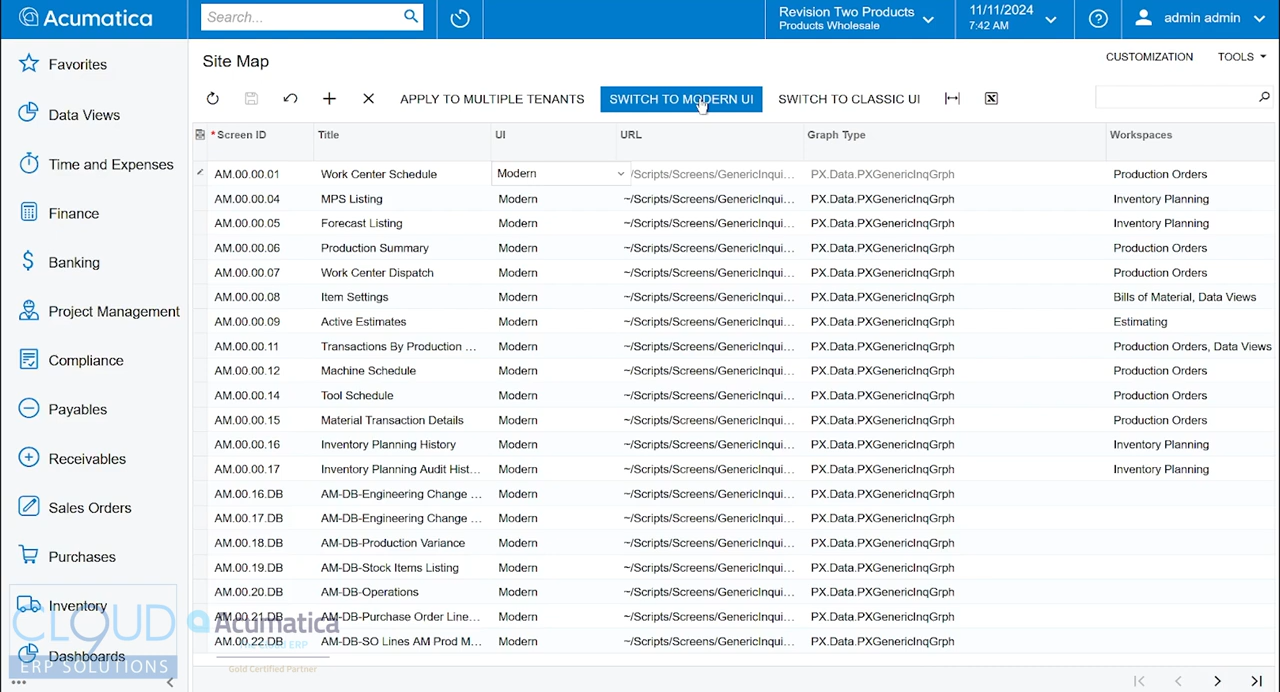 Acumatica
Search...
Revision Two Products
Products Wholesale
11/11/2024
7:42 AM
admin admin
Favorites
Data Views
Time and Expenses
Finance
Banking
Project Management
Compliance
Payables
Receivables
Sales Orders
Purchases
Inventory
Dashboards
Site Map
CUSTOMIZATION TOOLS
APPLY TO MULTIPLE TENANTS SWITCH TO MODERN UI SWITCH TO CLASSIC UI
* Screen ID Title UI URL Graph Type Workspaces
AM.00.00.01 Work Center Schedule Modern /Scripts/Screens/GenericInqui... PX.Data.PXGenericInqGrph Production Orders
AM.00.00.04 MPS Listing Modern ~/Scripts/Screens/GenericInqui... PX.Data.PXGenericInqGrph Inventory Planning
AM.00.00.05 Forecast Listing Modern ~/Scripts/Screens/GenericInqui... PX.Data.PXGenericInqGrph Inventory Planning
AM.00.00.06 Production Summary Modern ~/Scripts/Screens/GenericInqui... PX.Data.PXGenericInqGrph Production Orders
AM.00.00.07 Work Center Dispatch Modern ~/Scripts/Screens/GenericInqui... PX.Data.PXGenericInqGrph Production Orders
AM.00.00.08 Item Settings Modern ~/Scripts/Screens/GenericInqui... PX.Data.PXGenericInqGrph Bills of Material, Data Views
AM.00.00.09 Active Estimates Modern ~/Scripts/Screens/GenericInqui... PX.Data.PXGenericInqGrph Estimating
AM.00.00.11 Transactions By Production ... Modern ~/Scripts/Screens/GenericInqui... PX.Data.PXGenericInqGrph Production Orders, Data Views
AM.00.00.12 Machine Schedule Modern ~/Scripts/Screens/GenericInqui... PX.Data.PXGenericInqGrph Production Orders
AM.00.00.14 Tool Schedule Modern ~/Scripts/Screens/GenericInqui... PX.Data.PXGenericInqGrph Production Orders
AM.00.00.15 Material Transaction Details Modern ~/Scripts/Screens/GenericInqui... PX.Data.PXGenericInqGrph Production Orders
AM.00.00.16 Inventory Planning History Modern ~/Scripts/Screens/GenericInqui... PX.Data.PXGenericInqGrph Inventory Planning
AM.00.00.17 Inventory Planning Audit Hist... Modern ~/Scripts/Screens/GenericInqui... PX.Data.PXGenericInqGrph Inventory Planning
AM.00.16.DB AM-DB-Engineering Change ... Modern ~/Scripts/Screens/GenericInqui... PX.Data.PXGenericInqGrph
AM.00.17.DB AM-DB-Engineering Change ... Modern ~/Scripts/Screens/GenericInqui... PX.Data.PXGenericInqGrph
AM.00.18.DB AM-DB-Production Variance Modern ~/Scripts/Screens/GenericInqui... PX.Data.PXGenericInqGrph
AM.00.19.DB AM-DB-Stock Items Listing Modern ~/Scripts/Screens/GenericInqui... PX.Data.PXGenericInqGrph
AM.00.20.DB AM-DB-Operations Modern ~/Scripts/Screens/GenericInqui... PX.Data.PXGenericInqGrph
AM.00.21.DB AM-DB-Purchase Order Line... Modern ~/Scripts/Screens/GenericInqui... PX.Data.PXGenericInqGrph
AM.00.22.DB AM-DB-SO Lines AM Prod M... Modern ~/Scripts/Screens/GenericInqui... PX.Data.PXGenericInqGrph
CLOUD 9
ERP SOLUTIONS
Acumatica
Gold Certified Partner